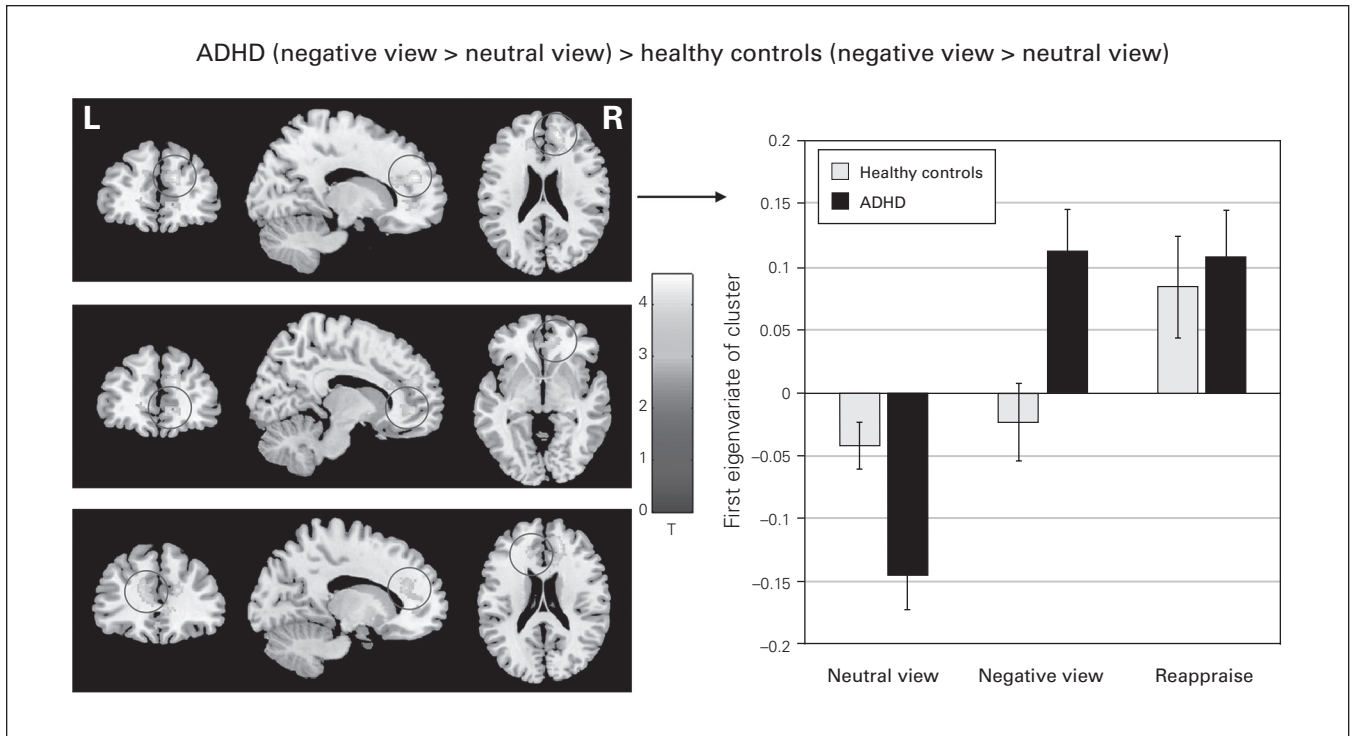 ADHD (negative view > neutral view) > healthy controls (negative view > neutral view)
L
R
4
3
2
1
0
T
First eigenvariate of cluster
0.2
0.15
0.1
0.05
0
–0.05
–0.1
–0.15
–0.2
Healthy controls
ADHD
Neutral view
Negative view
Reappraise